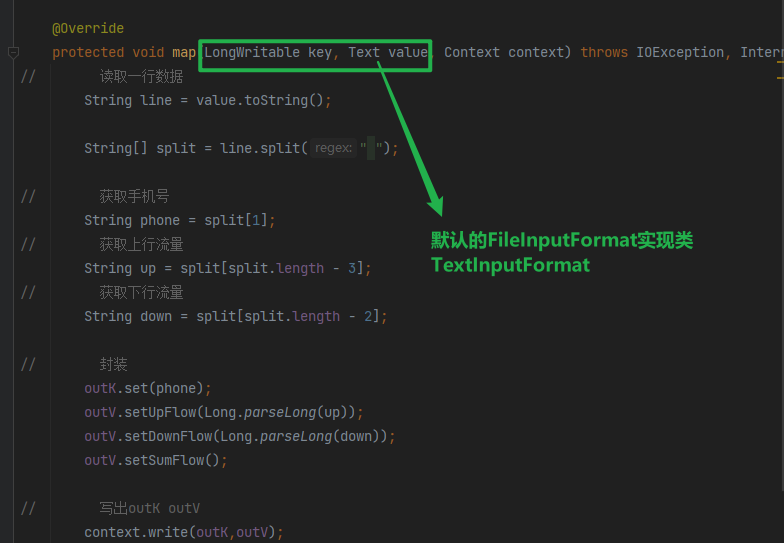 @Override
protected void map(LongWritable key, Text value, Context context) throws IOException, Interr
// 读取一行数据
String line = value.toString();
String[] split = line.split( regex: " ");
// 获取手机号
String phone = split[1];
// 获取上行流量
String up = split[split.length - 3];
默认的FileInputFormat实现类
TextInputFormat
// 获取下行流量
String down = split[split.length - 2];
// 封装
outK.set(phone);
outV.setUpFlow(Long.parseLong(up));
outV.setDownFlow(Long.parseLong(down));
outV.setSumFlow();
// 写出outK outV
context.write(outK,outV);